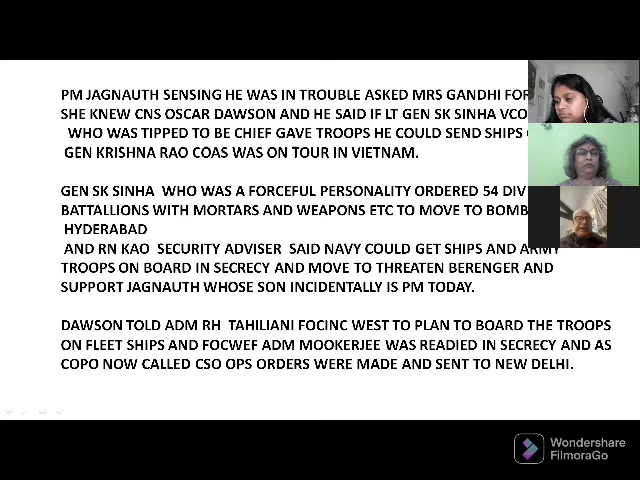 PM JAGNAUTH SENSING HE WAS IN TROUBLE ASKED MRS GANDHI FOR
SHE KNEW CNS OSCAR DAWSON AND HE SAID IF LT GEN SK SINHA VCO
WHO WAS TIPPED TO BE CHIEF GAVE TROOPS HE COULD SEND SHIPS
GEN KRISHNA RAO COAS WAS ON TOUR IN VIETNAM.
GEN SK SINHA WHO WAS A FORCEFUL PERSONALITY ORDERED 54 DIV
BATTALLIONS WITH MORTARS AND WEAPONS ETC TO MOVE TO BOMB
HYDERABAD
AND RN KAO SECURITY ADVISER SAID NAVY COULD GET SHIPS AND ARMY
TROOPS ON BOARD IN SECRECY AND MOVE TO THREATEN BERENGER AND
SUPPORT JAGNAUTH WHOSE SON INCIDENTALLY IS PM TODAY.
DAWSON TOLD ADM RH TAHILIANI FOCINC WEST TO PLAN TO BOARD THE TROOPS
ON FLEET SHIPS AND FOCWEF ADM MOOKERJEE WAS READIED IN SECRECY AND AS
COPO NOW CALLED CSO OPS ORDERS WERE MADE AND SENT TO NEW DELHI.
Wondershare
FilmoraGo